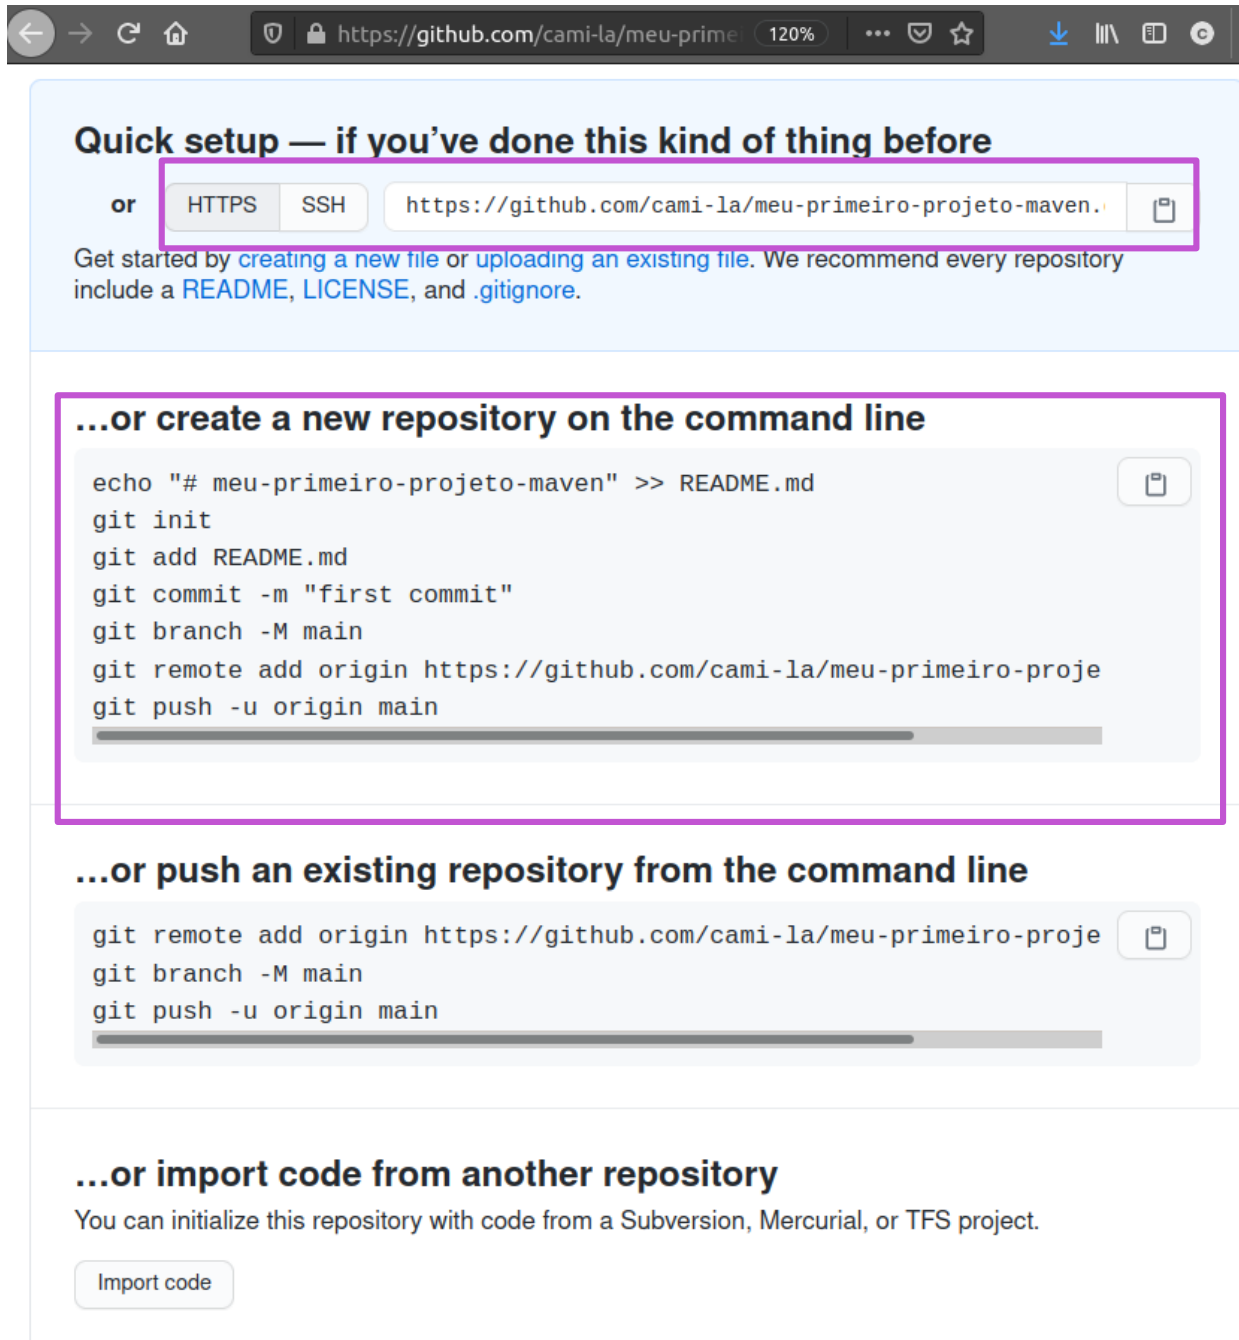 https://github.com/cami-la/meu-prime 120%
Quick setup — if you've done this kind of thing before
or HTTPS SSH https://github.com/cami-la/meu-primeiro-projeto-maven.
Get started by creating a new file or uploading an existing file. We recommend every repository
include a README, LICENSE, and .gitignore.
…or create a new repository on the command line
echo "# meu-primeiro-projeto-maven" >> README.md
git init
git add README.md
git commit -m "first commit"
git branch -M main
git remote add origin https://github.com/cami-la/meu-primeiro-proje
git push -u origin main
…or push an existing repository from the command line
git remote add origin https://github.com/cami-la/meu-primeiro-proje
git branch -M main
git push -u origin main
…or import code from another repository
You can initialize this repository with code from a Subversion, Mercurial, or TFS project.
Import code